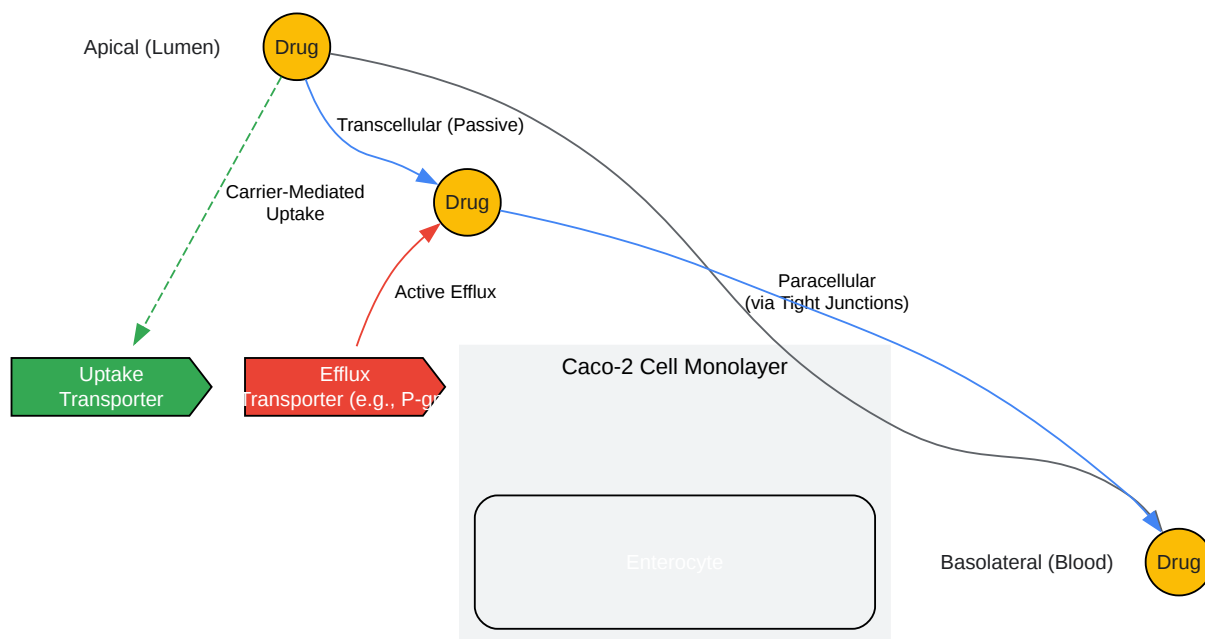 Apical (Lumen)
Drug
Transcellular (Passive)
Carrier-Mediated
Uptake
Drug
Active Efflux
Paracellular
(via Tight Junctions)
Uptake
Transporter
Efflux
Transporter (e.g., P-g
Caco-2 Cell Monolayer
Enterocyte
Basolateral (Blood)
Drug